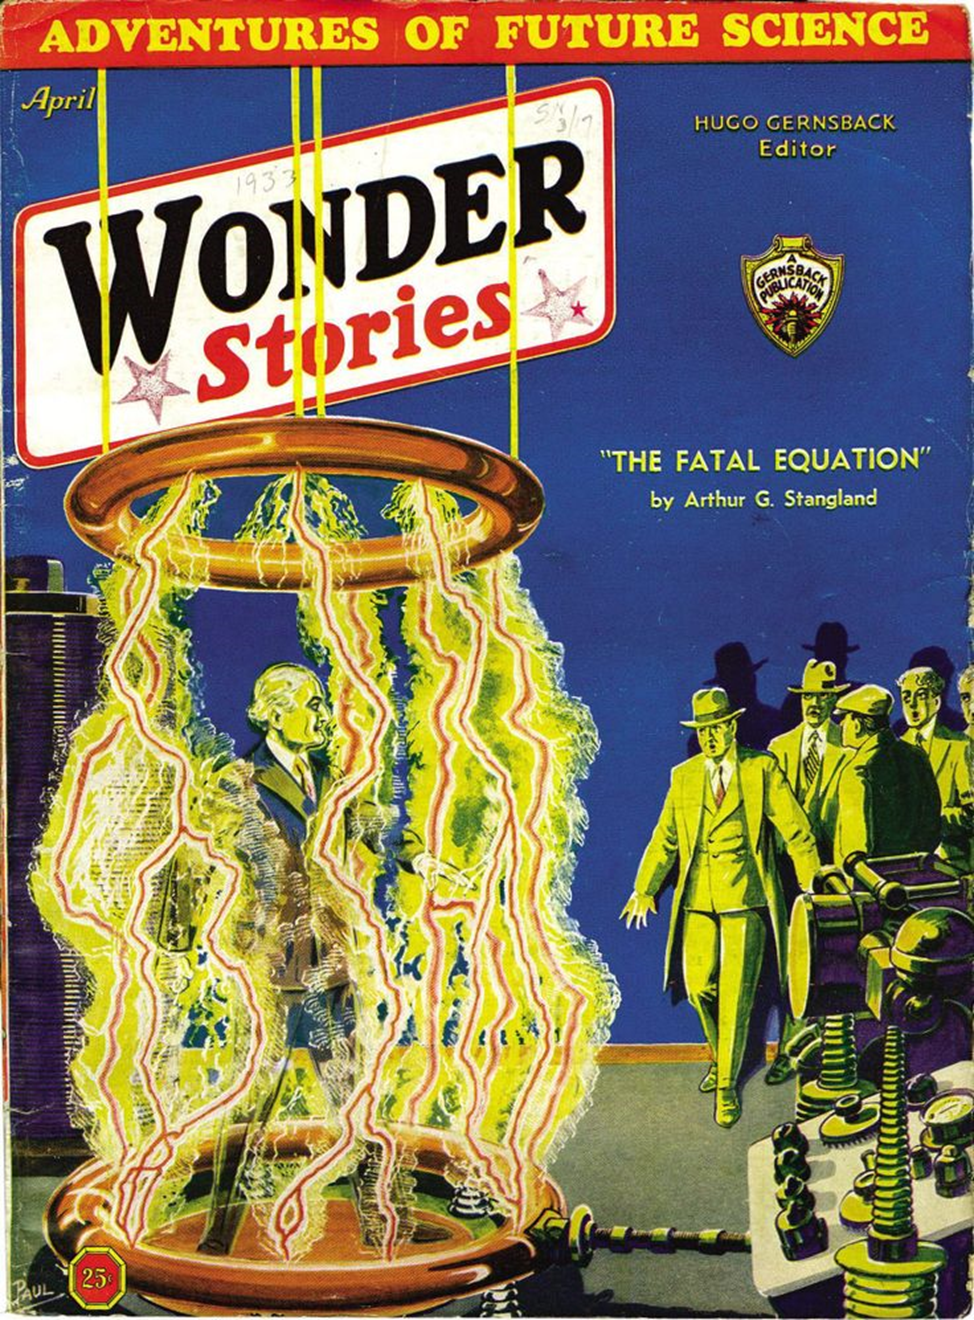 ADVENTURES OF FUTURE SCIENCE
April
HUGO GERNSBACK
Editor
1933
WONDER
Stories
A
GERNSBACK
PUBLICATION
"THE FATAL EQUATION"
by Arthur G. Stangland
PAUL
25¢